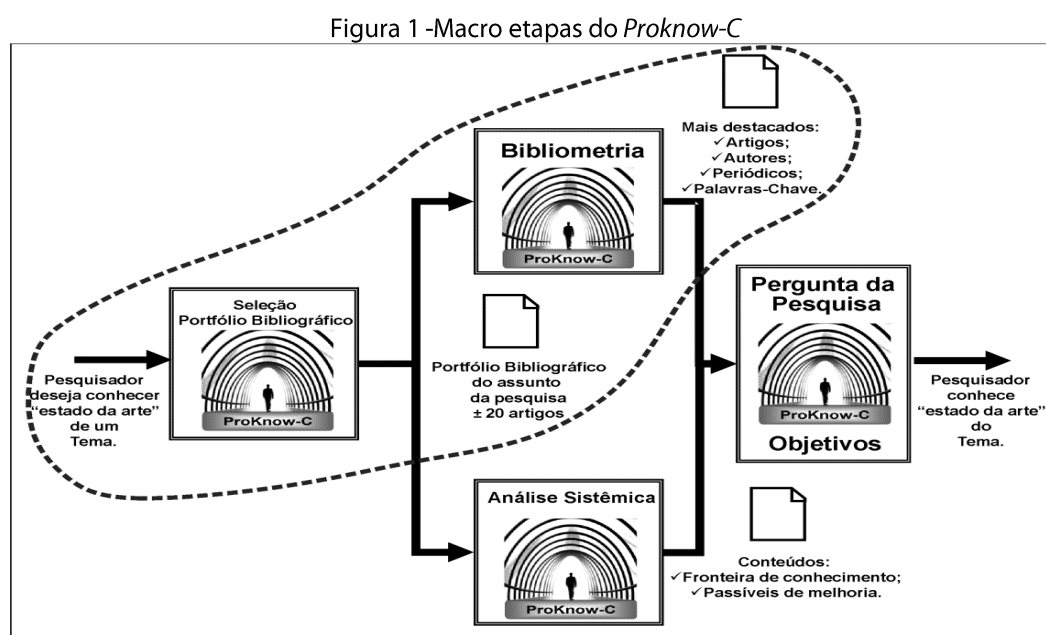 Figura 1 -Macro etapas do Proknow-C
Pesquisador
deseja conhecer
“estado da arte”
de um
Tema.
Seleção
Portfólio Bibliográfico
ProKnow-C
Bibliometria
ProKnow-C
Mais destacados:
✓Artigos;
✓Autores;
✓Periódicos;
✓Palavras-Chave.
Portfólio Bibliográfico
do assunto
da pesquisa
± 20 artigos
Análise Sistêmica
ProKnow-C
Conteúdos:
✓Fronteira de conhecimento;
✓Passíveis de melhoria.
Pergunta da
Pesquisa
ProKnow-C
Objetivos
Pesquisador
conhece
“estado da arte”
do
Tema.